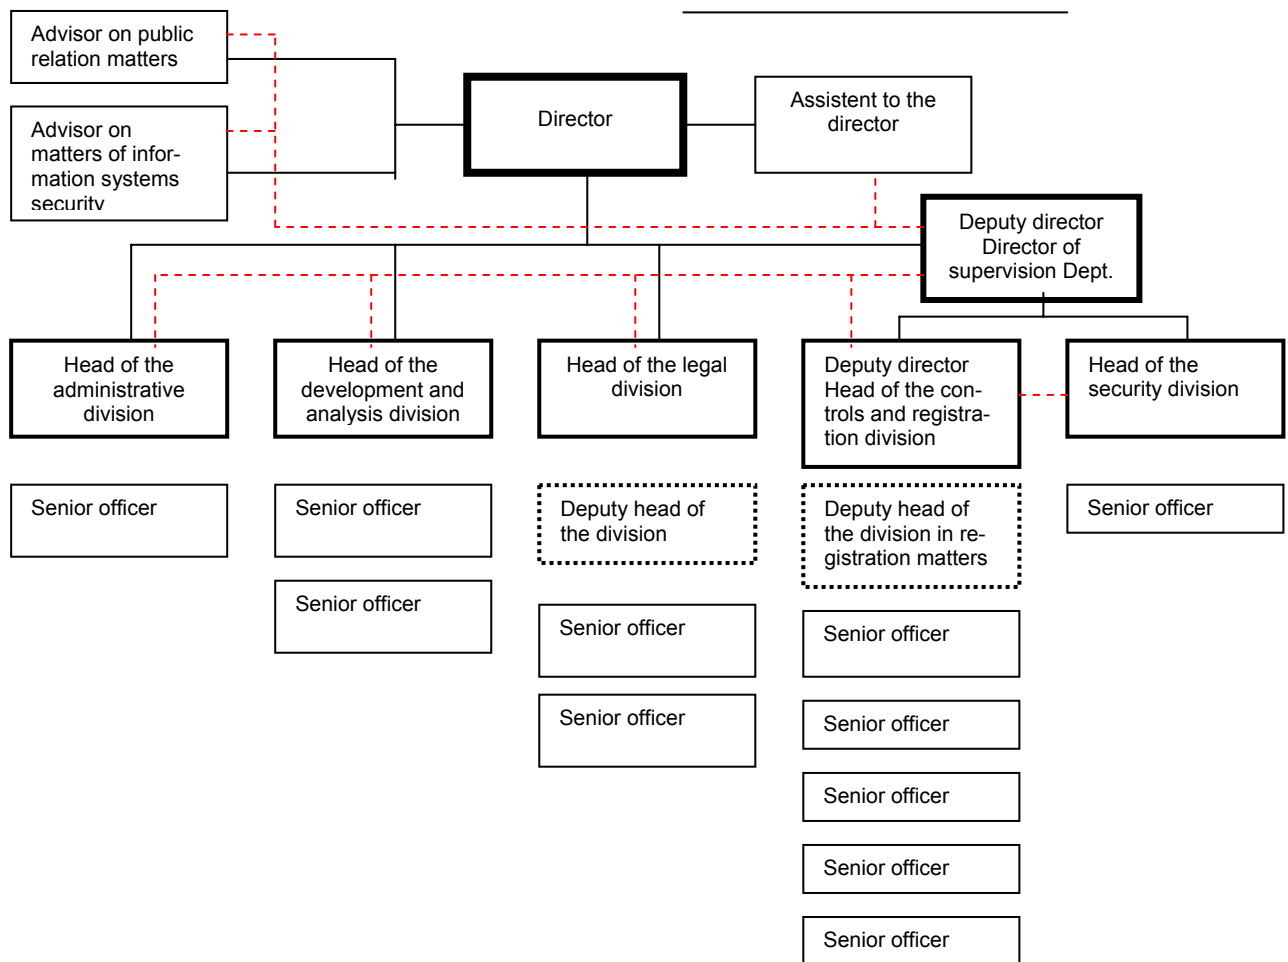 Advisor on public
relation matters
Advisor on
matters of infor-
mation systems
security
Director
Assistent to the
director
Deputy director
Director of
supervision Dept.
Head of the
administrative
division
Head of the
development and
analysis division
Head of the legal
division
Deputy director
Head of the con-
trols and registra-
tion division
Head of the
security division
Senior officer
Senior officer
Deputy head of
the division
Deputy head of
the division in re-
gistration matters
Senior officer
Senior officer
Senior officer
Senior officer
Senior officer
Senior officer
Senior officer
Senior officer
Senior officer